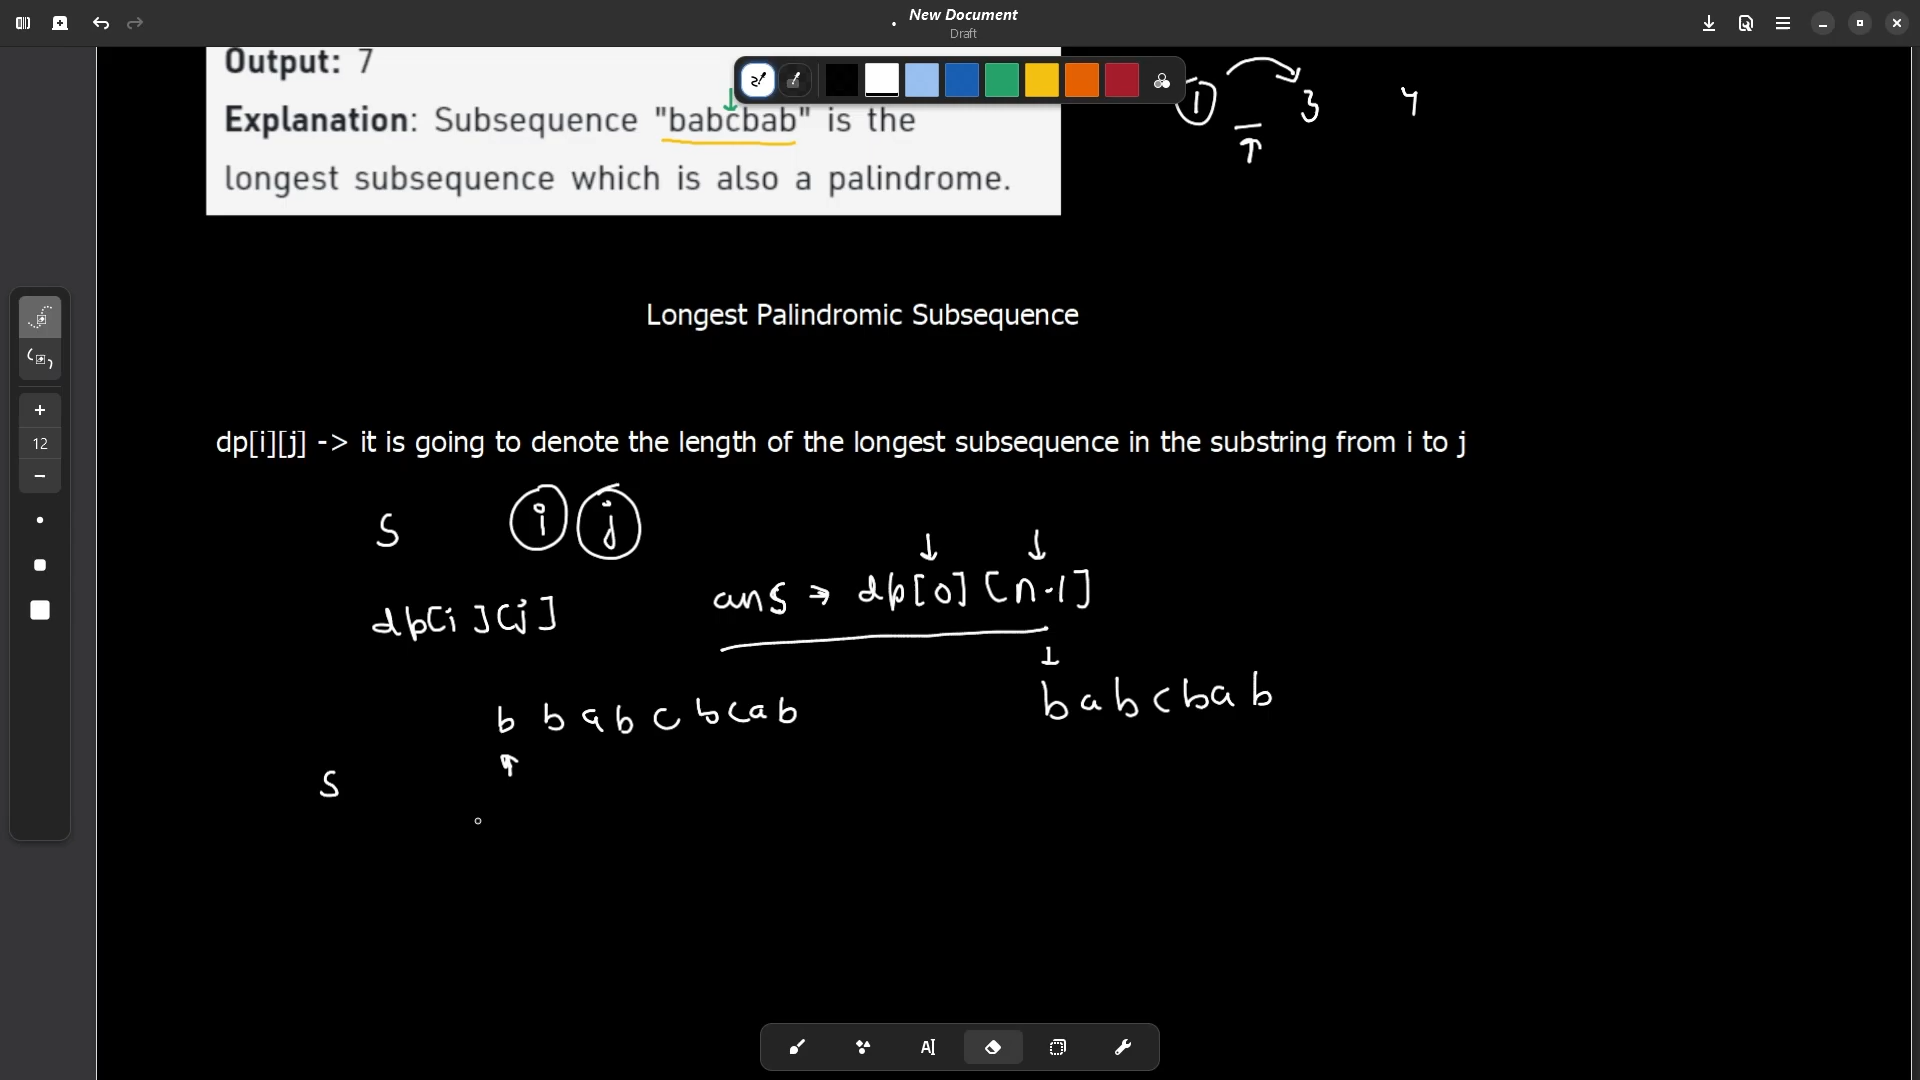 New Document
Draft
Output: 7
Explanation: Subsequence "babcbab" is the
longest subsequence which is also a palindrome.
1 3 4
Longest Palindromic Subsequence
dp[i][j] -> it is going to denote the length of the longest subsequence in the substring from i to j
S i j
dp[i][j]
ans → dp[0][n-1]
b b a b c b c a b
b a b c b a b
S
+
12
−
AI